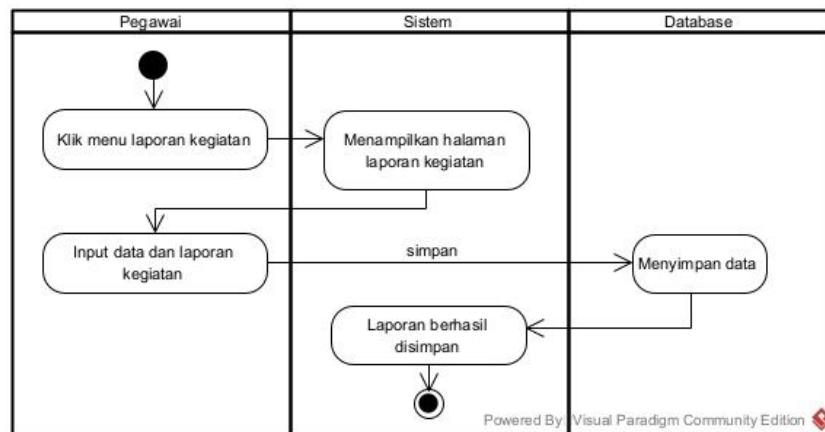 Pegawai
Sistem
Database
Klik menu laporan kegiatan
Menampilkan halaman
laporan kegiatan
Input data dan laporan
kegiatan
simpan
Menyimpan data
Laporan berhasil
disimpan
Powered By Visual Paradigm Community Edition